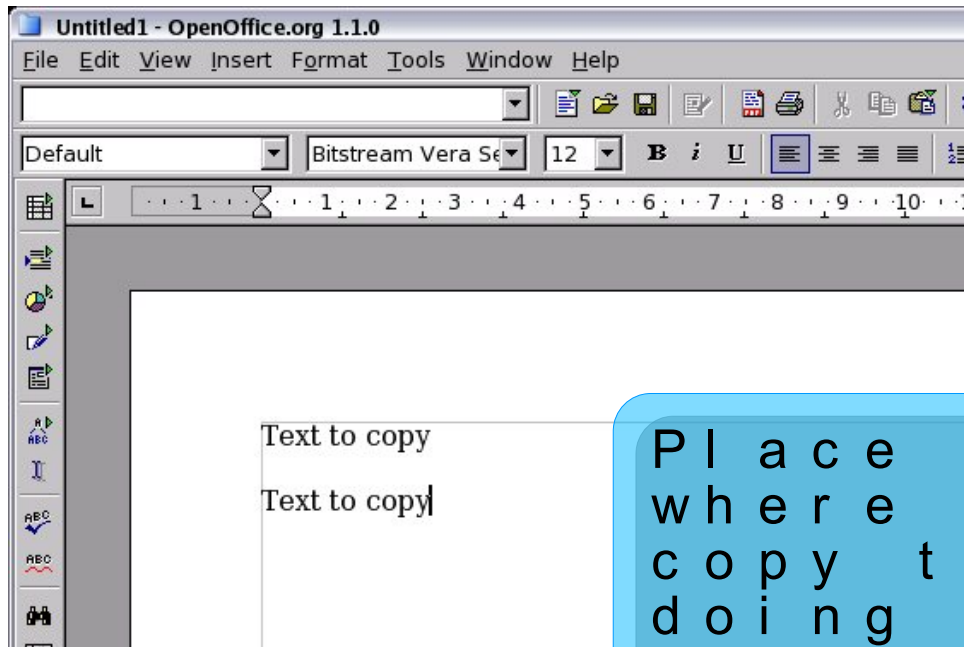 Untitled1 - OpenOffice.org 1.1.0
File Edit View Insert Format Tools Window Help
Default Bitstream Vera Se 12 B i U
1 1 2 3 4 5 6 7 8 9 10
Text to copy
Text to copy
Place
where
copy t
doing